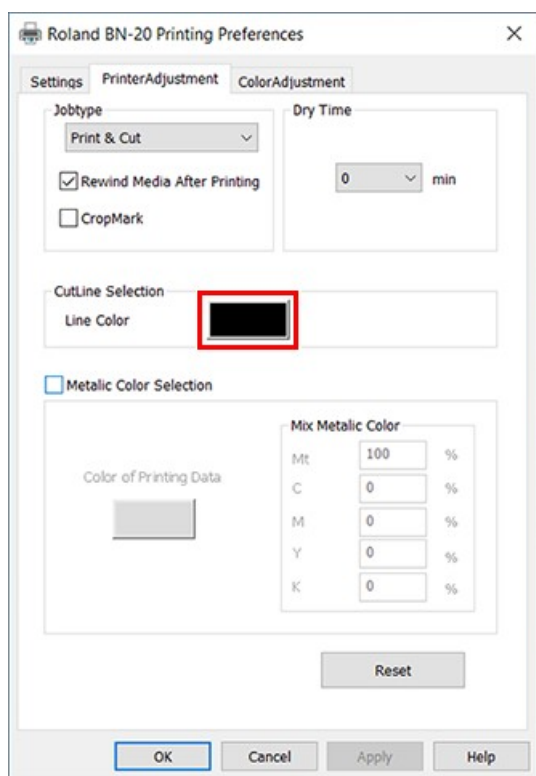 Roland BN-20 Printing Preferences
Settings PrinterAdjustment ColorAdjustment
Jobtype
Print & Cut
Rewind Media After Printing
CropMark
Dry Time
0 min
CutLine Selection
Line Color
Metalic Color Selection
Color of Printing Data
Mix Metalic Color
Mt 100 %
C 0 %
M 0 %
Y 0 %
K 0 %
Reset
OK Cancel Apply Help